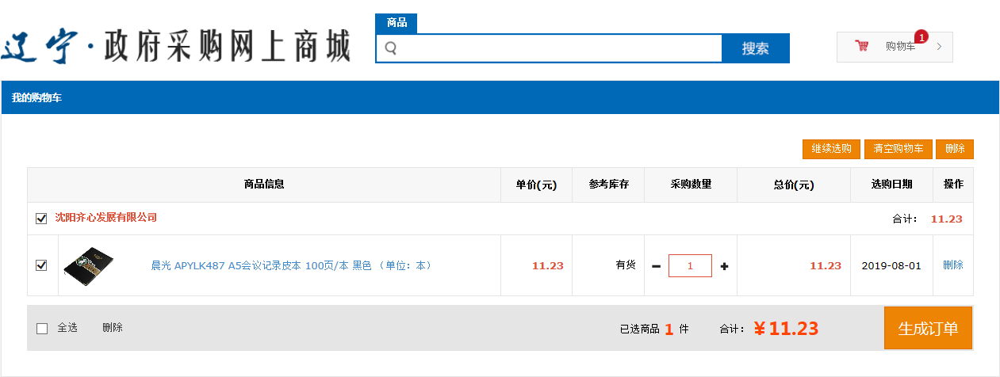 商品
辽宁·政府采购网上商城
搜索
购物车 1
我的购物车
继续选购 清空购物车 删除
商品信息 单价(元) 参考库存 采购数量 总价(元) 选购日期 操作
沈阳齐心发展有限公司 合计： 11.23
晨光 APYLK487 A5会议记录皮本 100页/本 黑色 （单位：本） 11.23 有货 1 11.23 2019-08-01 删除
全选 删除 已选商品 1 件 合计： ￥11.23 生成订单